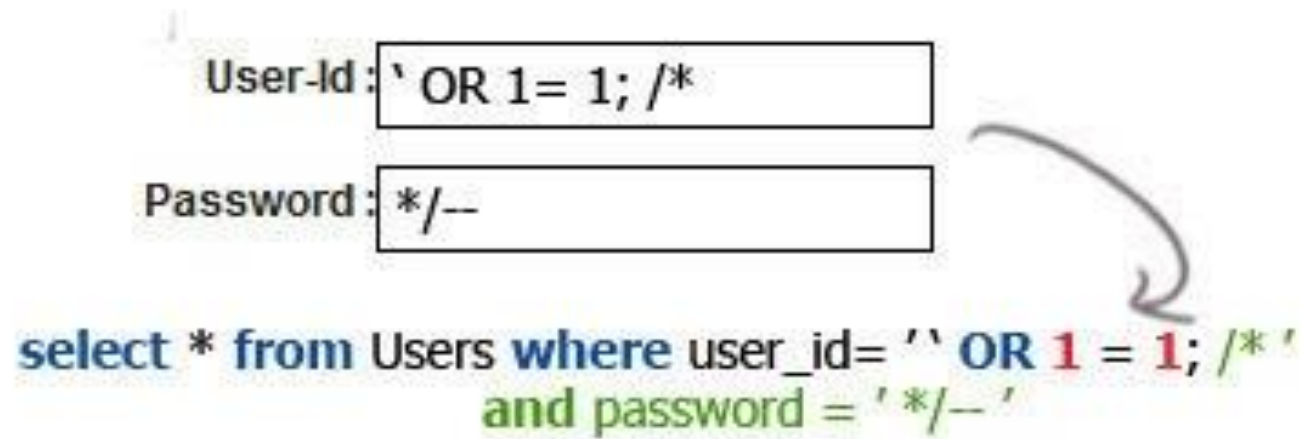 User-Id: ` OR 1= 1; /*
Password: */--
select * from Users where user_id= '` OR 1 = 1; /* '
and password = ' */-- '